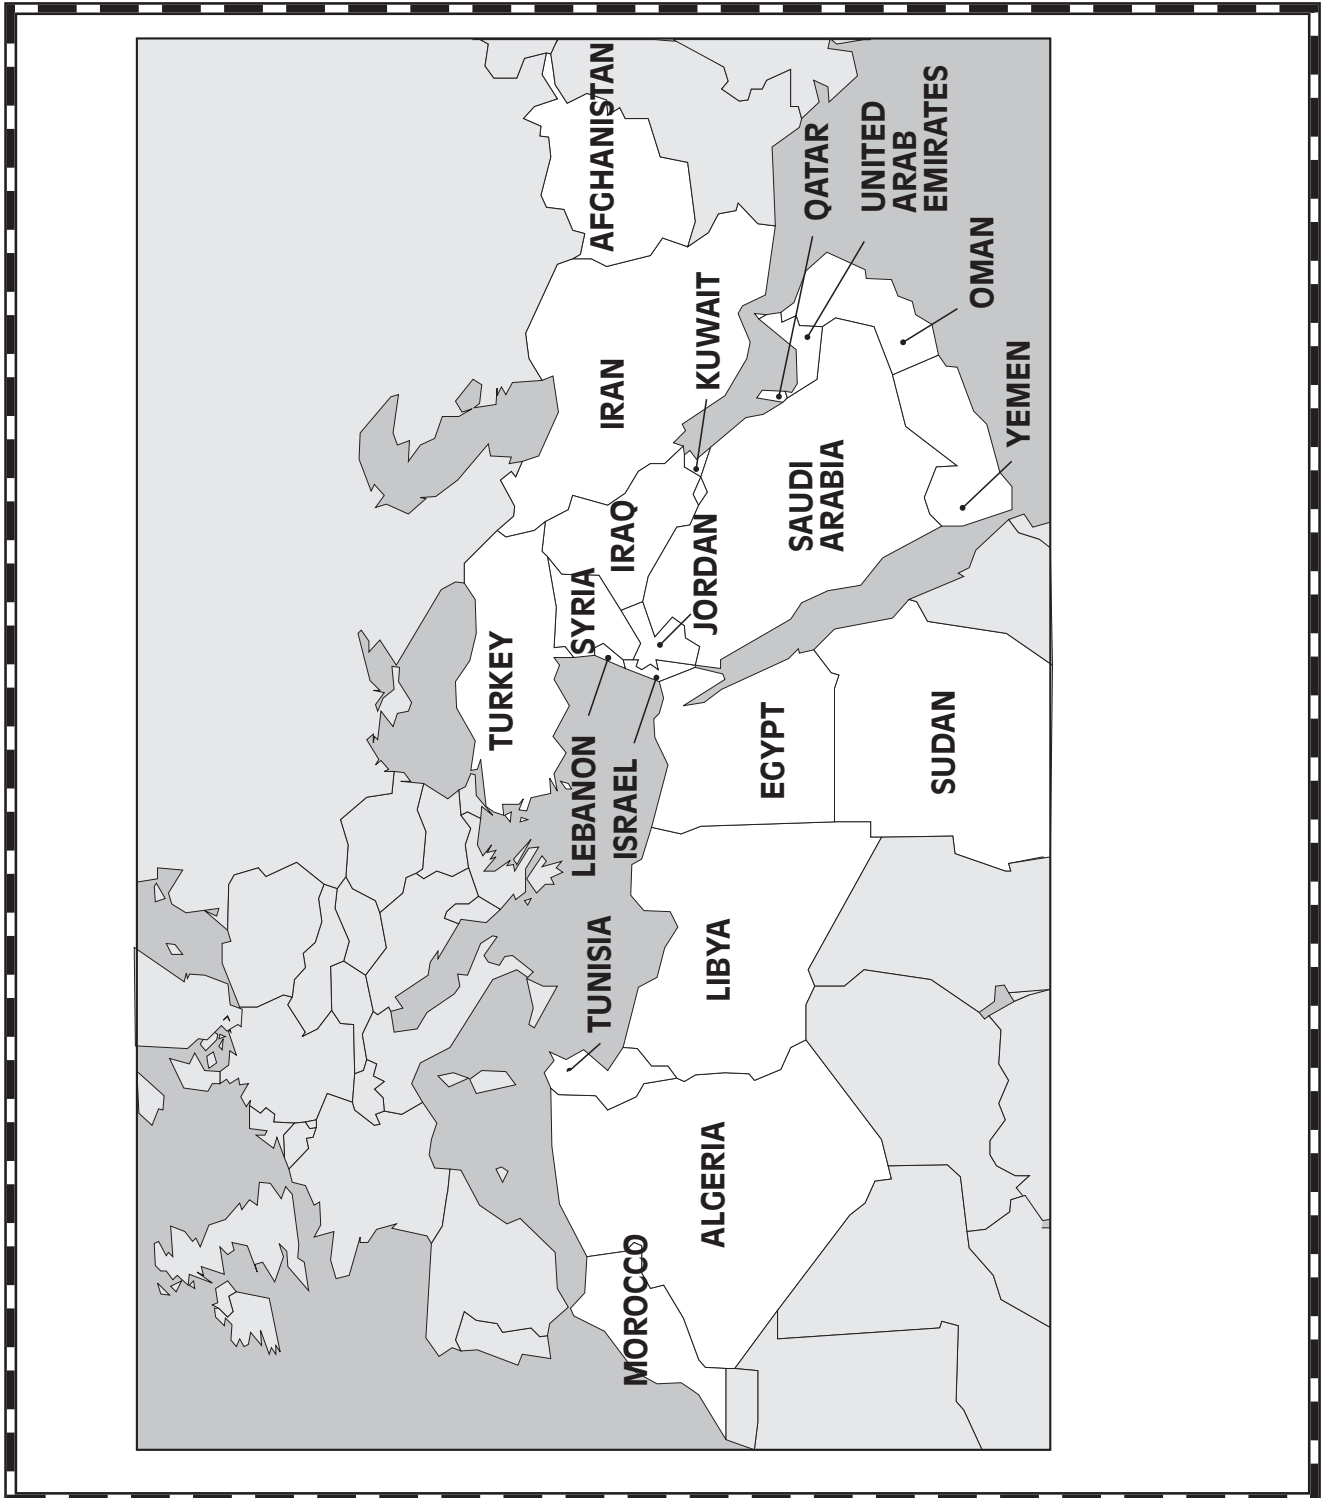 MOROCCO
ALGERIA
TUNISIA
LIBYA
EGYPT
SUDAN
ISRAEL
LEBANON
TURKEY
SYRIA
JORDAN
IRAQ
SAUDI
ARABIA
YEMEN
KUWAIT
IRAN
OMAN
QATAR
UNITED
ARAB
EMIRATES
AFGHANISTAN